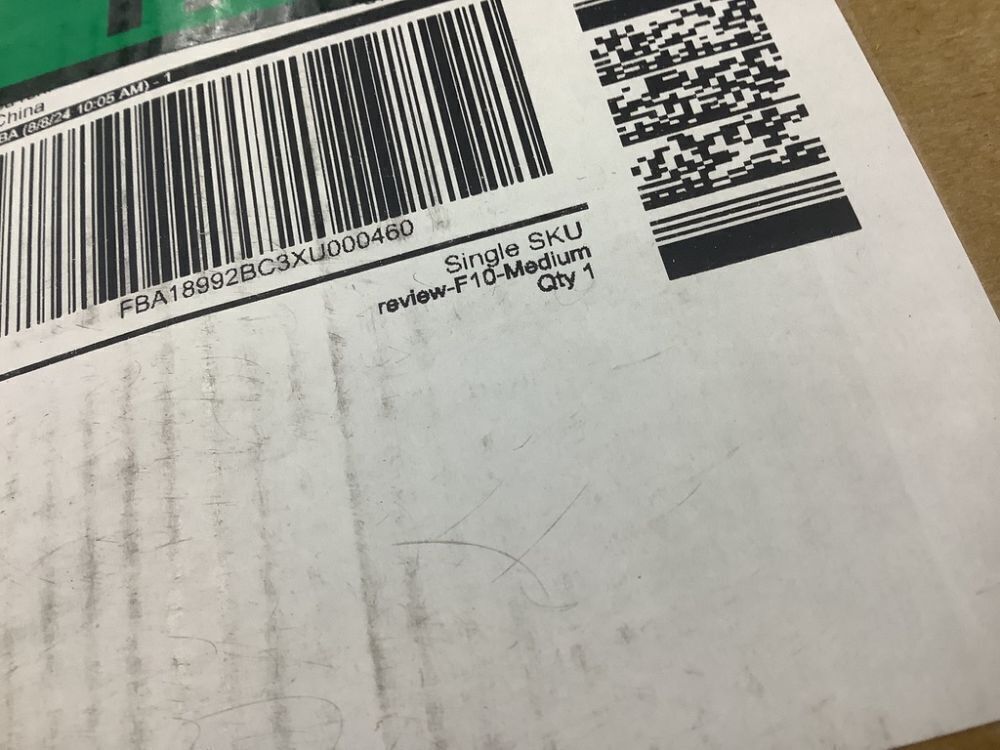 China
BA (8/8/24 10:05 AM) - 1
FBA18992BC3XU000460
Single SKU
review-F10-Medium
Qty 1